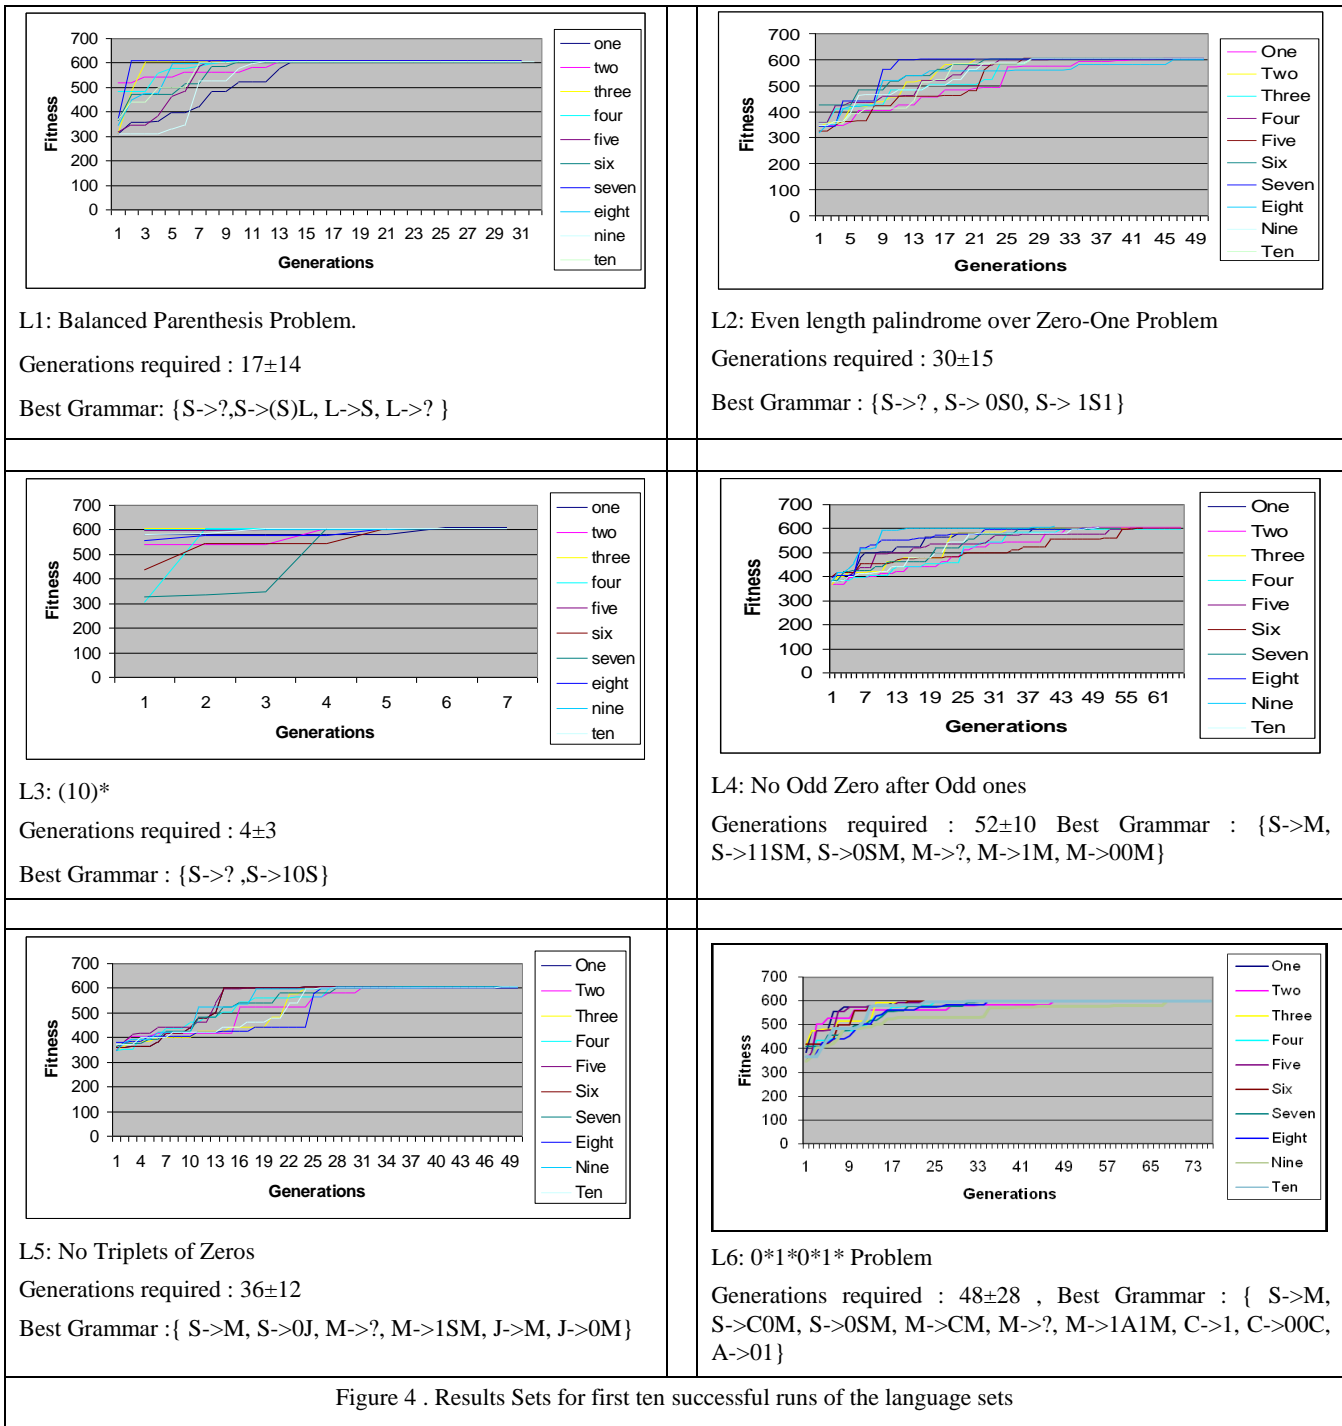 700
600
500
400
300
200
100
0
Fitness
1 3 5 7 9 11 13 15 17 19 21 23 25 27 29 31
Generations
one
two
three
four
five
six
seven
eight
nine
ten
L1: Balanced Parenthesis Problem.
Generations required : 17±14
Best Grammar: {S->?,S->(S)L, L->S, L->? }
700
600
500
400
300
200
100
0
Fitness
1 5 9 13 17 21 25 29 33 37 41 45 49
Generations
One
Two
Three
Four
Five
Six
Seven
Eight
Nine
Ten
L2: Even length palindrome over Zero-One Problem
Generations required : 30±15
Best Grammar : {S->? , S-> 0S0, S-> 1S1}
700
600
500
400
300
200
100
0
Fitness
1 2 3 4 5 6 7
Generations
one
two
three
four
five
six
seven
eight
nine
ten
L3: (10)*
Generations required : 4±3
Best Grammar : {S->? ,S->10S}
700
600
500
400
300
200
100
0
Fitness
1 7 13 19 25 31 37 43 49 55 61
Generations
One
Two
Three
Four
Five
Six
Seven
Eight
Nine
Ten
L4: No Odd Zero after Odd ones
Generations required : 52±10 Best Grammar : {S->M,
S->11SM, S->0SM, M->?, M->1M, M->00M}
700
600
500
400
300
200
100
0
Fitness
1 4 7 10 13 16 19 22 25 28 31 34 37 40 43 46 49
Generations
One
Two
Three
Four
Five
Six
Seven
Eight
Nine
Ten
L5: No Triplets of Zeros
Generations required : 36±12
Best Grammar :{ S->M, S->0J, M->?, M->1SM, J->M, J->0M}
700
600
500
400
300
200
100
0
Fitness
1 9 17 25 33 41 49 57 65 73
Generations
One
Two
Three
Four
Five
Six
Seven
Eight
Nine
Ten
L6: 0*1*0*1* Problem
Generations required : 48±28 , Best Grammar : { S->M,
S->C0M, S->0SM, M->CM, M->?, M->1A1M, C->1, C->00C,
A->01}
Figure 4 . Results Sets for first ten successful runs of the language sets